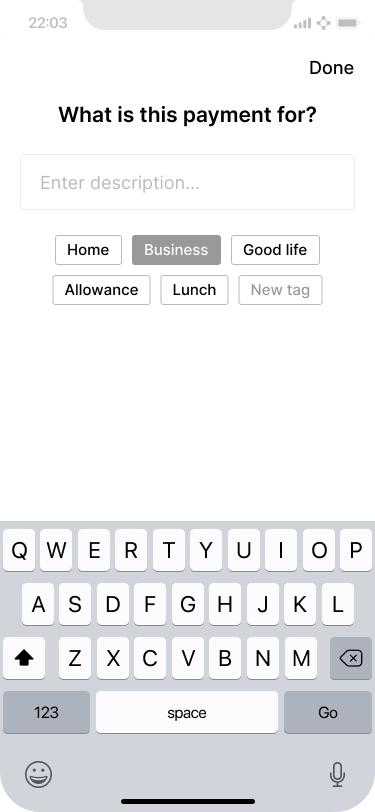 22:03
Done
What is this payment for?
Enter description...
Home Business Good life
Allowance Lunch New tag
Q W E R T Y U I O P
A S D F G H J K L
Z X C V B N M
123 space Go